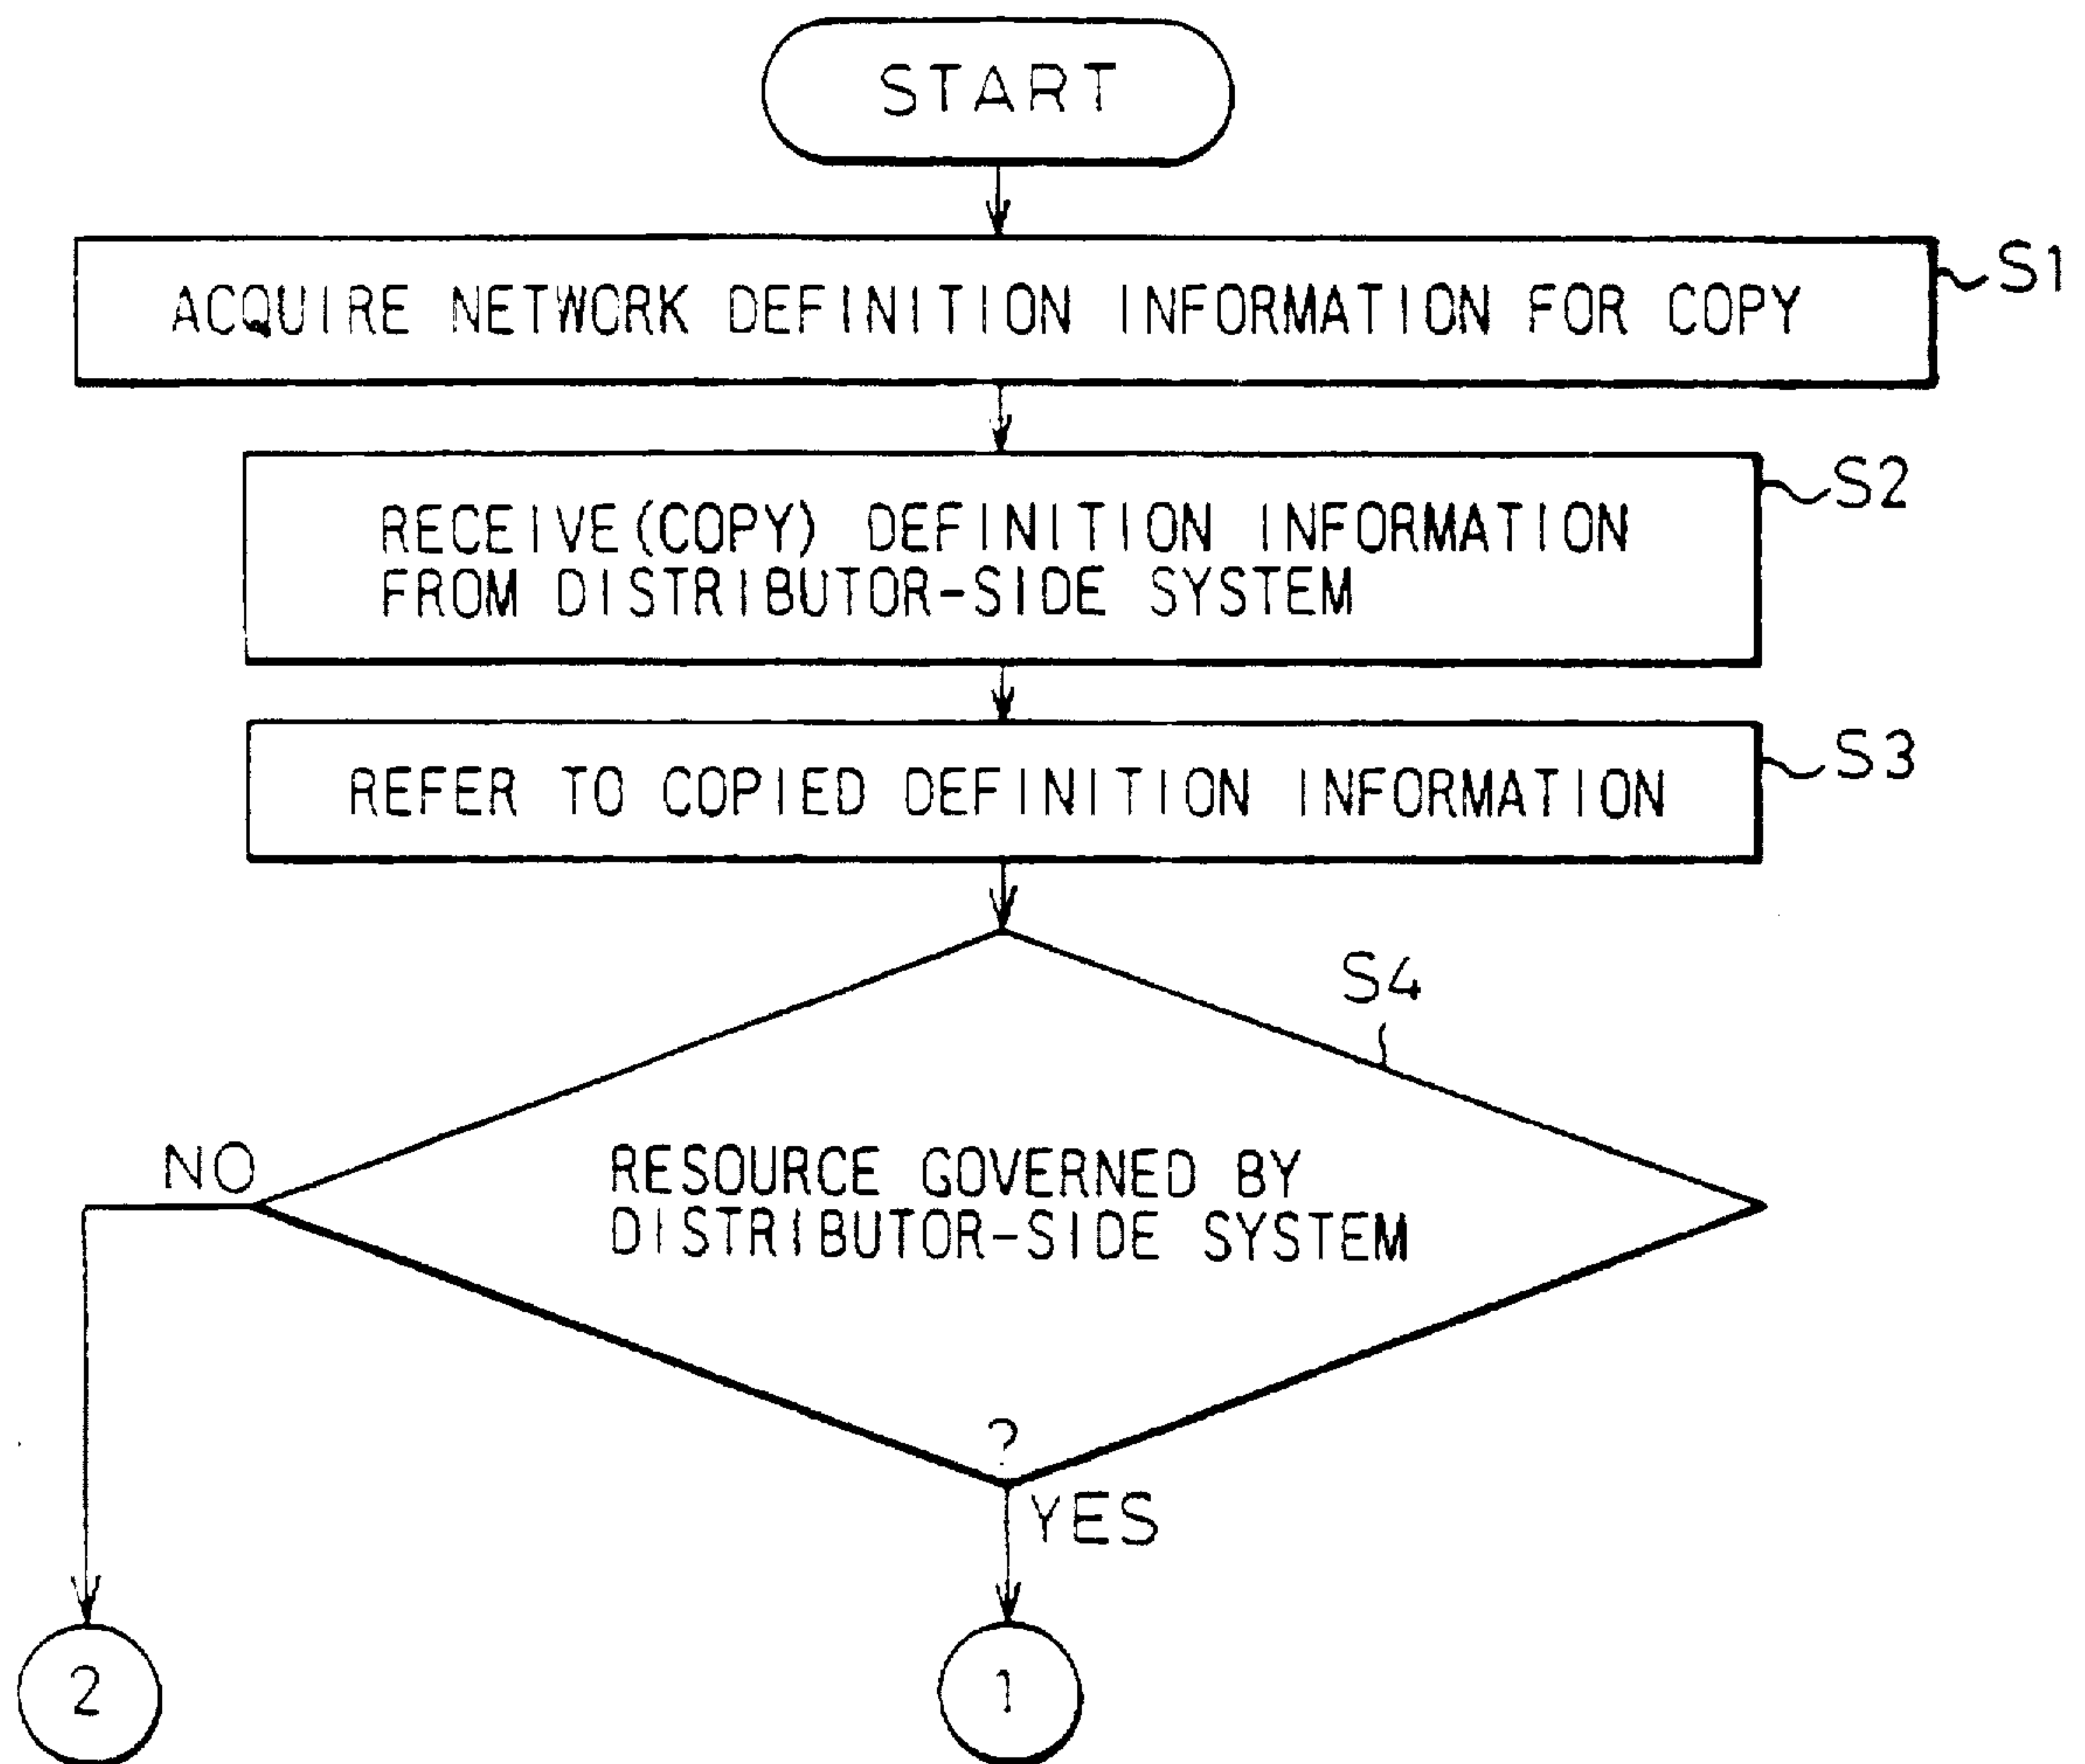 START
ACQUIRE NETWORK DEFINITION INFORMATION FOR COPY
S1
RECEIVE(COPY) DEFINITION INFORMATION
FROM DISTRIBUTOR-SIDE SYSTEM
S2
REFER TO COPIED DEFINITION INFORMATION
S3
S4
RESOURCE GOVERNED BY
DISTRIBUTOR-SIDE SYSTEM
?
NO
YES
2
1